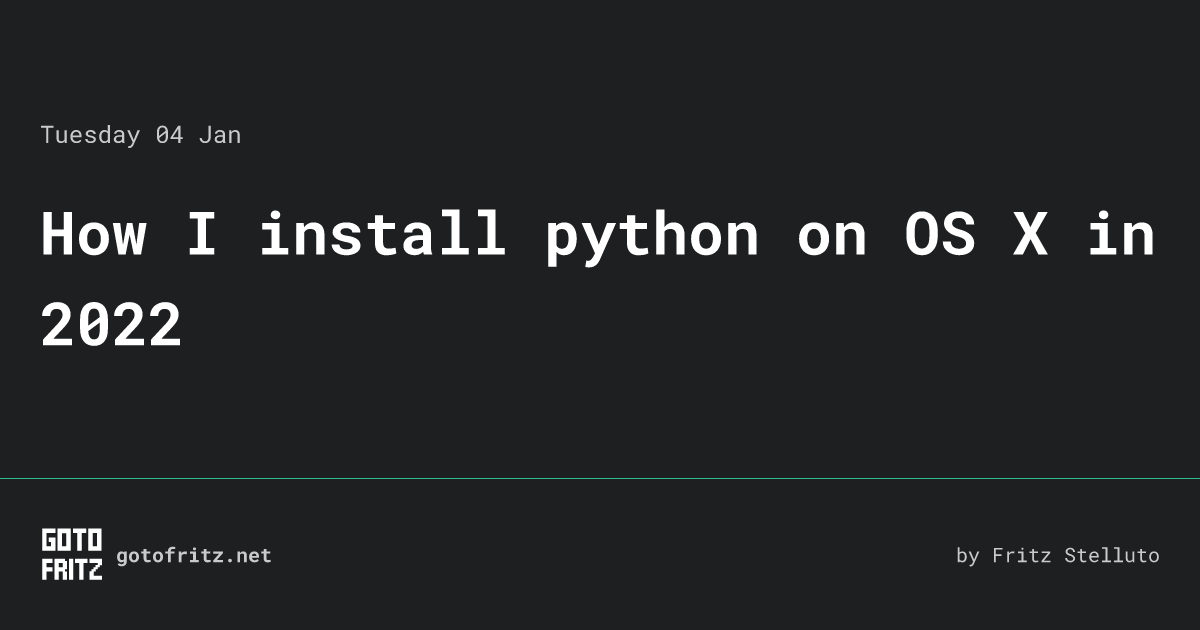 Tuesday 04 Jan
How I install python on OS X in
2022
GOTO
FRITZ
gotofritz.net
by Fritz Stelluto